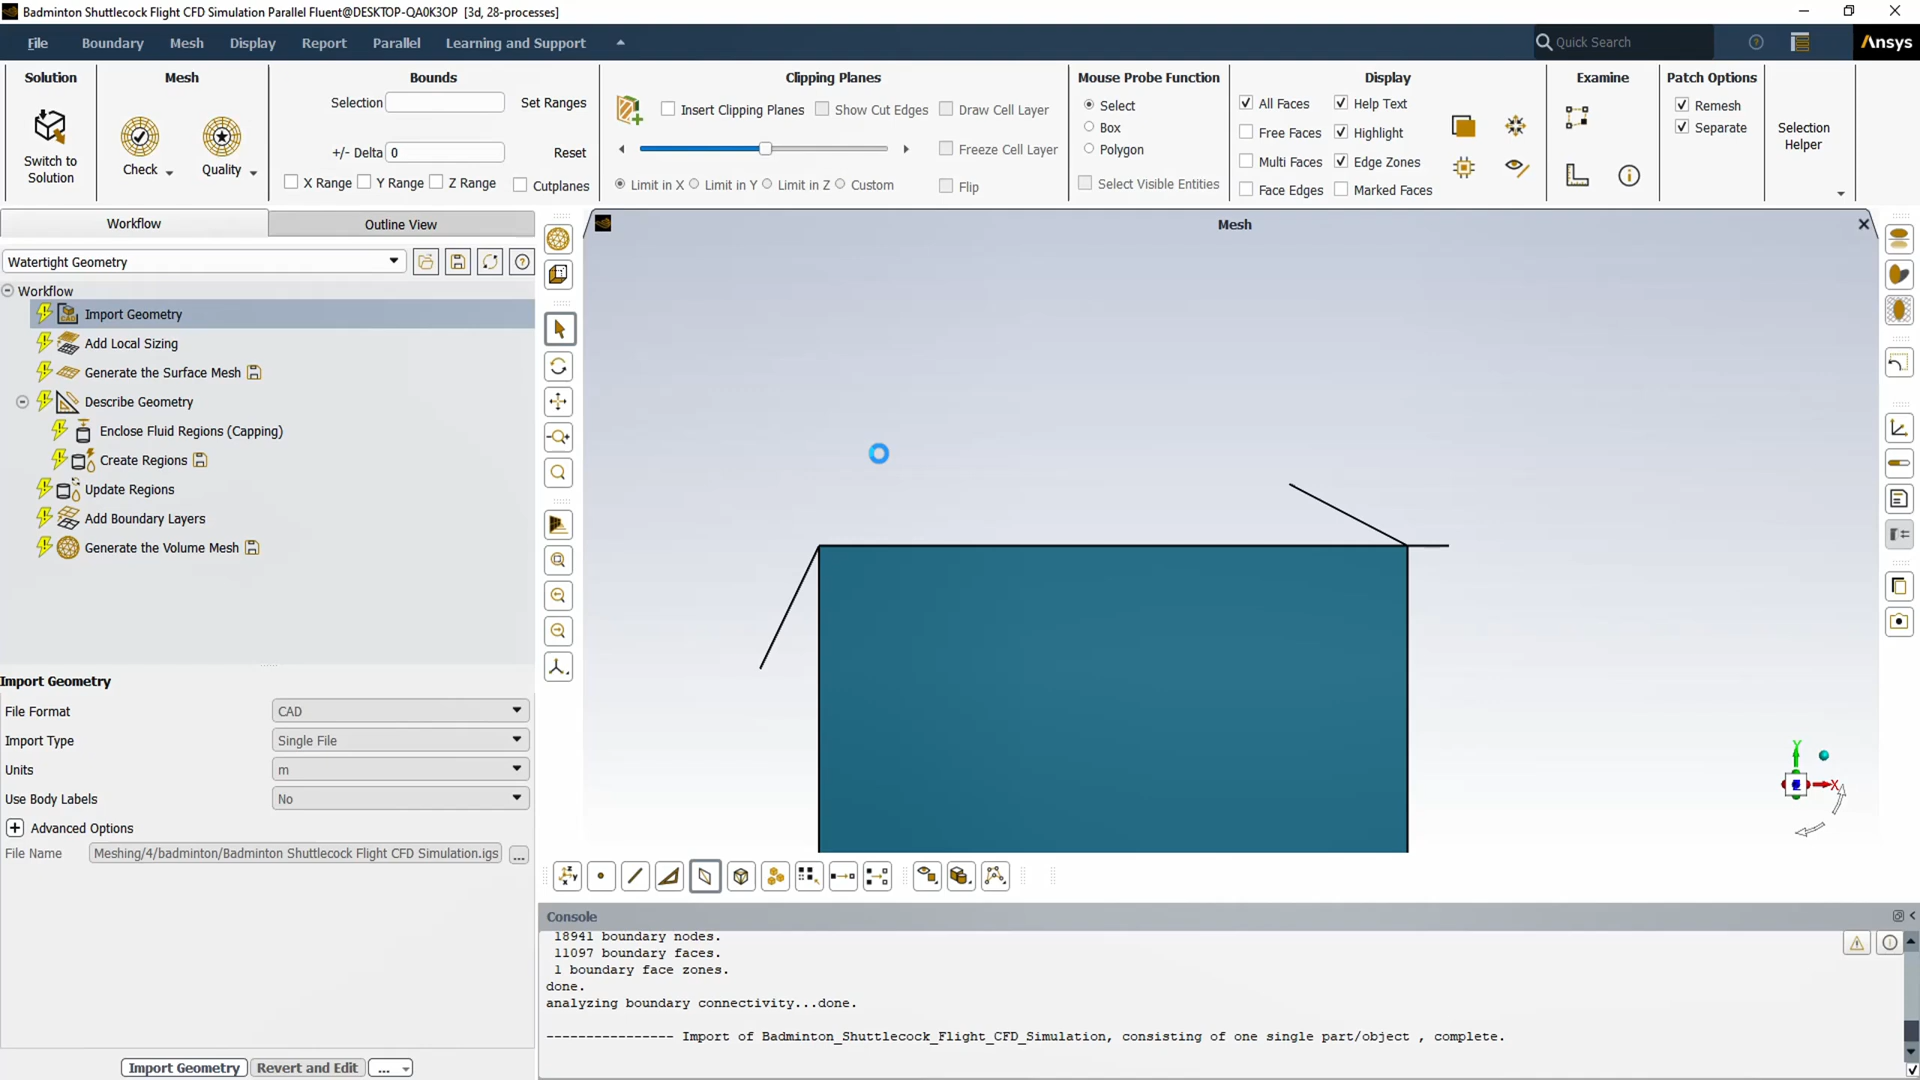 Badminton Shuttlecock Flight CFD Simulation Parallel Fluent@DESKTOP-QA0K3OP [3d, 28-processes]
File Boundary Mesh Display Report Parallel Learning and Support Quick Search Ansys
Solution Mesh Bounds Clipping Planes Mouse Probe Function Display Examine Patch Options
Selection Set Ranges
Insert Clipping Planes Show Cut Edges Draw Cell Layer
Select
Box
Polygon
Select Visible Entities
All Faces Help Text
Free Faces Highlight
Multi Faces Edge Zones
Face Edges Marked Faces
Remesh
Separate
Selection
Helper
Switch to
Solution
Check
Quality
+/- Delta 0 Reset
X Range Y Range Z Range Cutplanes
Freeze Cell Layer
Limit in X Limit in Y Limit in Z Custom Flip
Workflow Outline View
Mesh
Watertight Geometry
Workflow
Import Geometry
Add Local Sizing
Generate the Surface Mesh
Describe Geometry
Enclose Fluid Regions (Capping)
Create Regions
Update Regions
Add Boundary Layers
Generate the Volume Mesh
Import Geometry
File Format CAD
Import Type Single File
Units m
Use Body Labels No
Advanced Options
File Name Meshing/4/badminton/Badminton Shuttlecock Flight CFD Simulation.igs ...
Import Geometry Revert and Edit ...
Y
Z X
Console
18941 boundary nodes.
11097 boundary faces.
1 boundary face zones.
done.
analyzing boundary connectivity...done.
---------------- Import of Badminton_Shuttlecock_Flight_CFD_Simulation, consisting of one single part/object , complete.